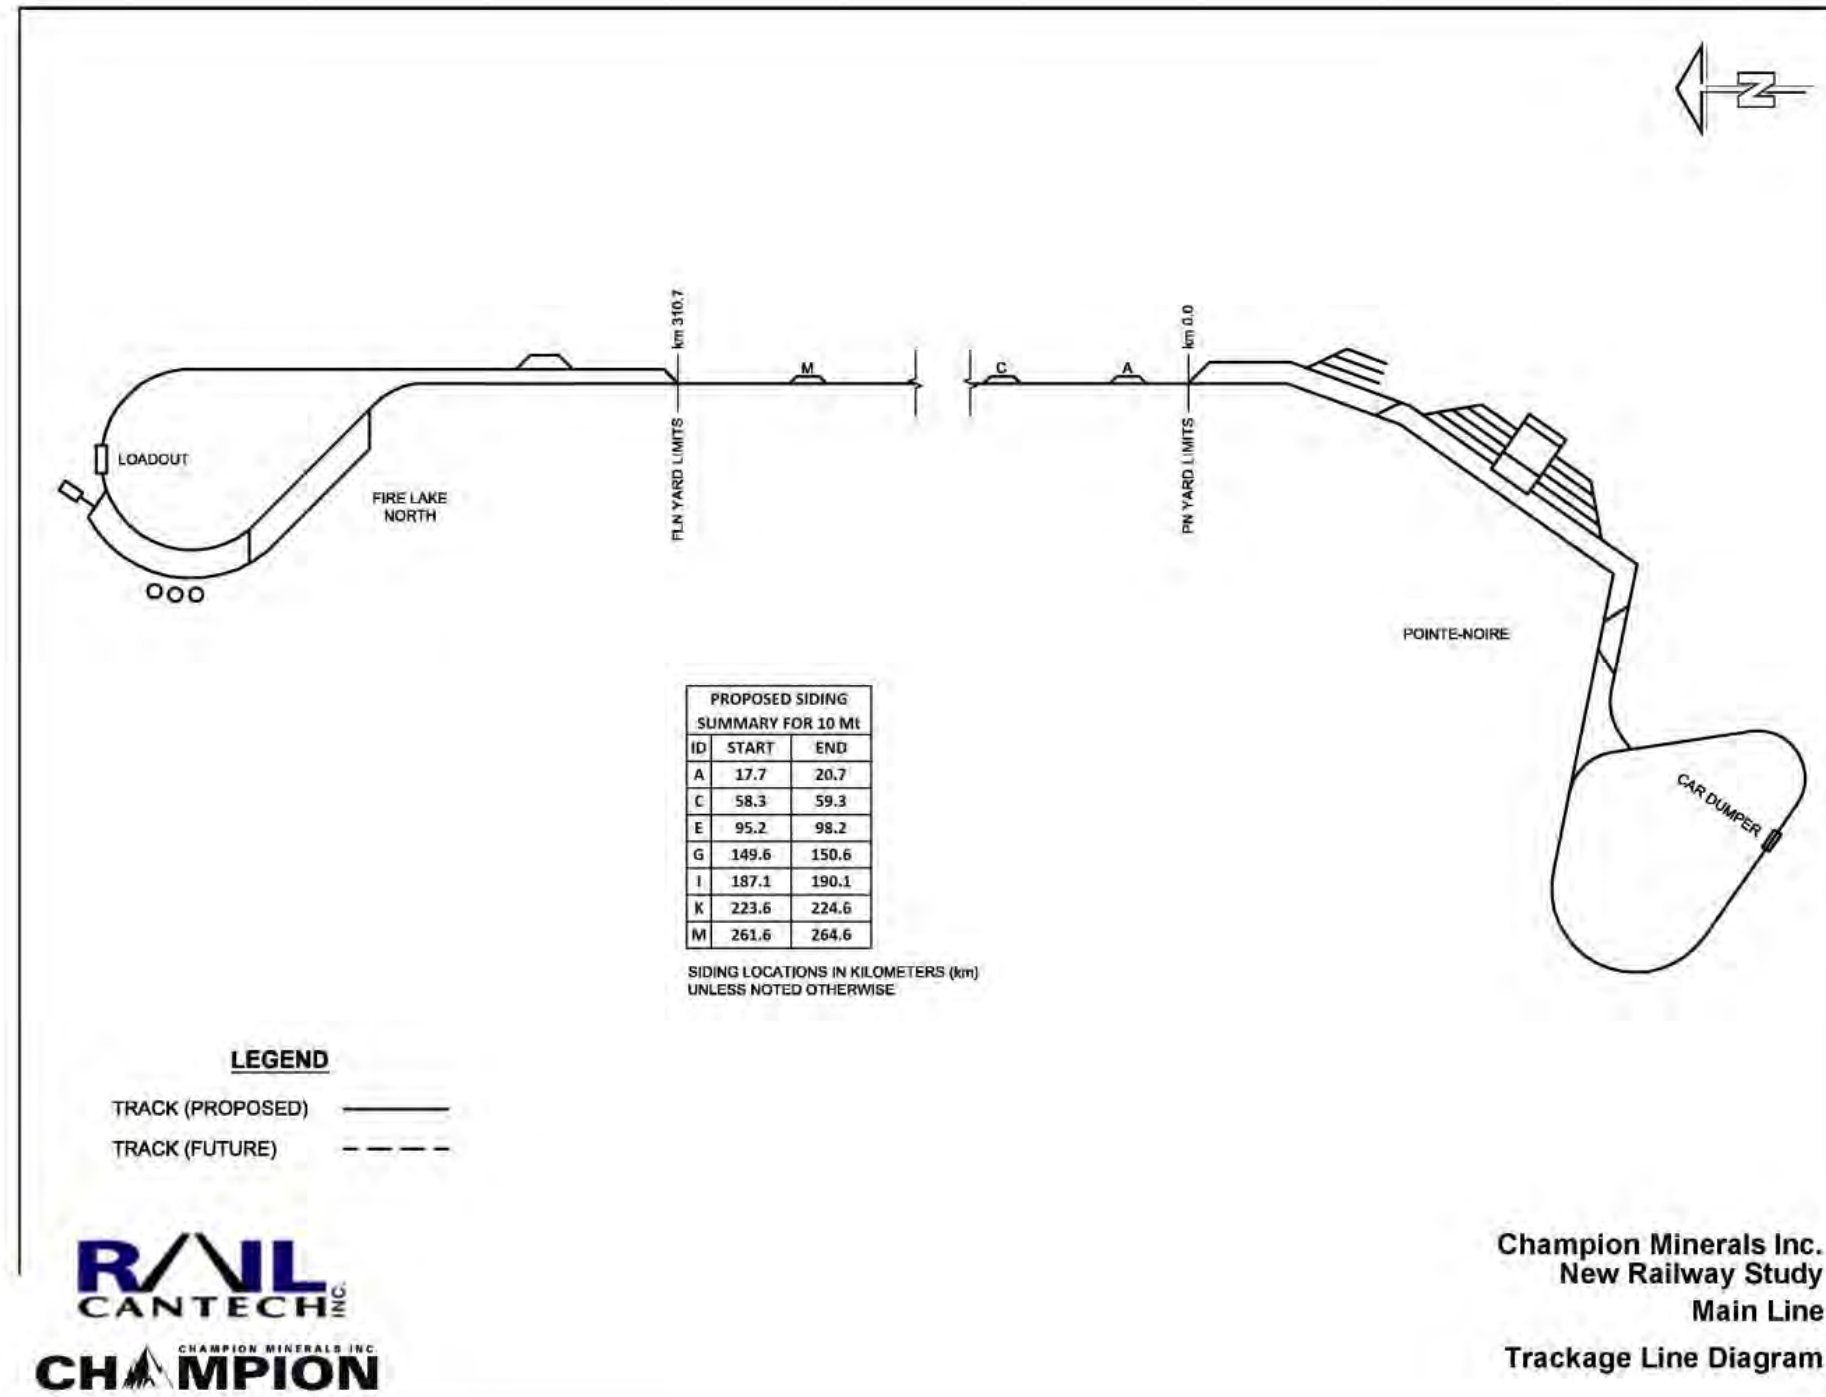 N
km 310.7
km 0.0
M
C
A
LOADOUT
FIRE LAKE
NORTH
FLN YARD LIMITS
PN YARD LIMITS
POINTE-NOIRE
CAR DUMPER
PROPOSED SIDING
SUMMARY FOR 10 Mt
ID START END
A 17.7 20.7
C 58.3 59.3
E 95.2 98.2
G 149.6 150.6
I 187.1 190.1
K 223.6 224.6
M 261.6 264.6
SIDING LOCATIONS IN KILOMETERS (km)
UNLESS NOTED OTHERWISE
LEGEND
TRACK (PROPOSED)
TRACK (FUTURE)
RAIL
CANTECH INC.
CHAMPION MINERALS INC.
CHAMPION
Champion Minerals Inc.
New Railway Study
Main Line
Trackage Line Diagram